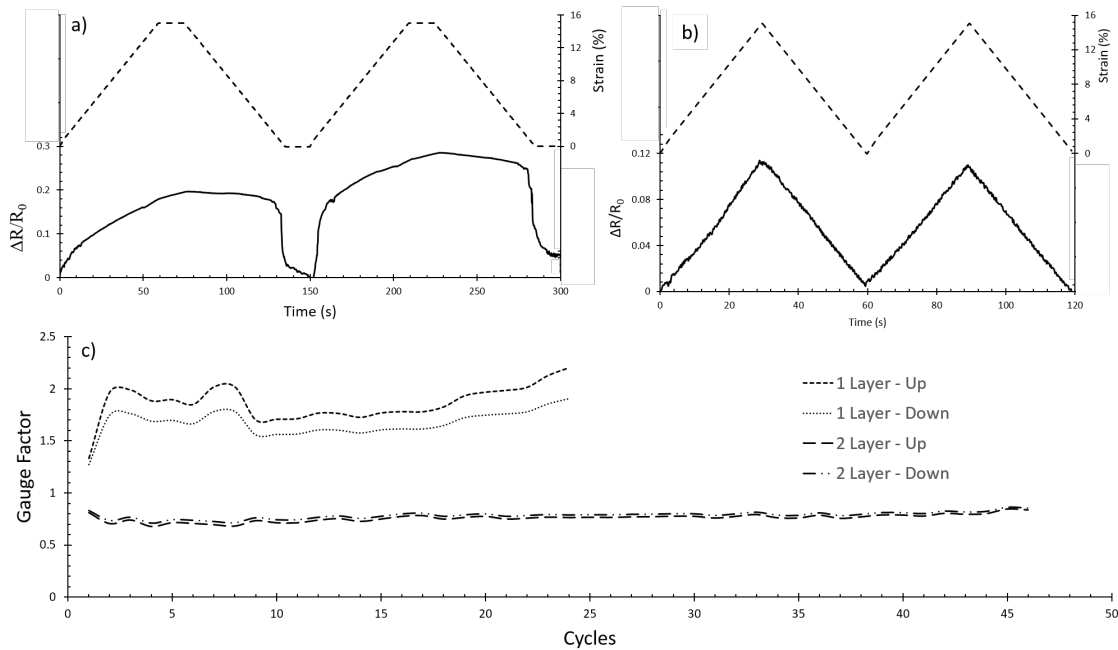 a)
16
12
8
4
0
Strain (%)
0.3
0.2
0.1
0
ΔR/R0
0 50 100 150 200 250 300
Time (s)
b)
16
12
8
4
0
Strain (%)
0.12
0.08
0.04
0
ΔR/R0
0 20 40 60 80 100 120
Time (s)
c)
2.5
2
1.5
1
0.5
0
Gauge Factor
1 Layer - Up
1 Layer - Down
2 Layer - Up
2 Layer - Down
0 5 10 15 20 25 30 35 40 45 50
Cycles